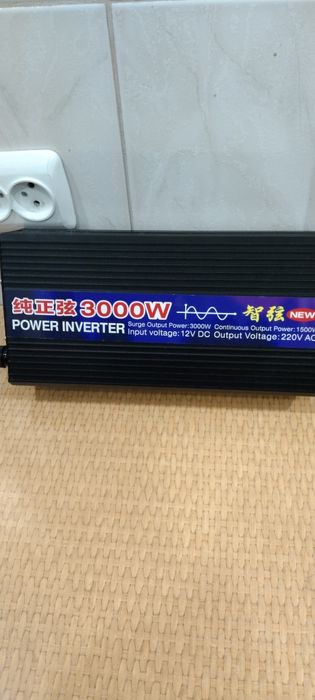 纯正弦 3000W 智弦 NEW
POWER INVERTER
Surge Output Power:3000W Continuous Output Power:1500W
Input voltage:12V DC Output Voltage:220V AC